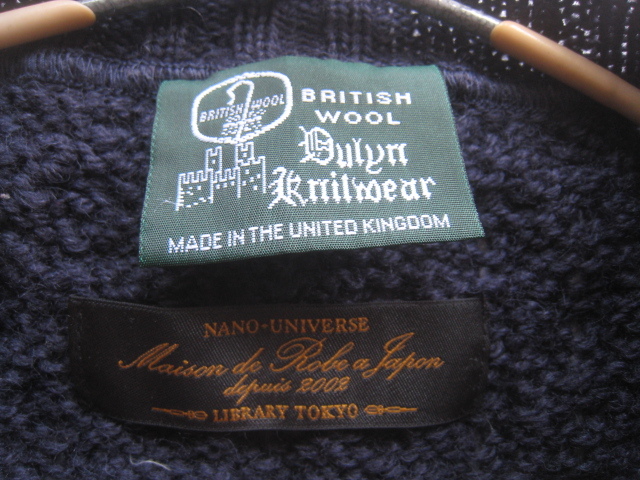 BRITISH WOOL
BRITISH
WOOL
Dulyn
Knitwear
MADE IN THE UNITED KINGDOM
NANO-UNIVERSE
Maison de Robe a Japon
depuis 2002
LIBRARY TOKYO